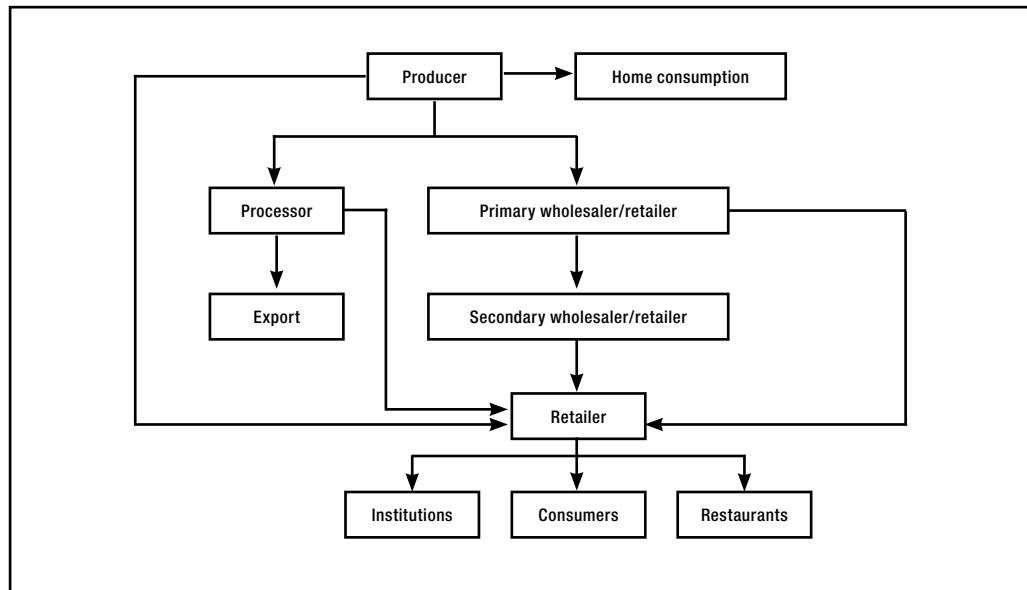 Producer
Home consumption
Processor
Primary wholesaler/retailer
Export
Secondary wholesaler/retailer
Retailer
Institutions
Consumers
Restaurants